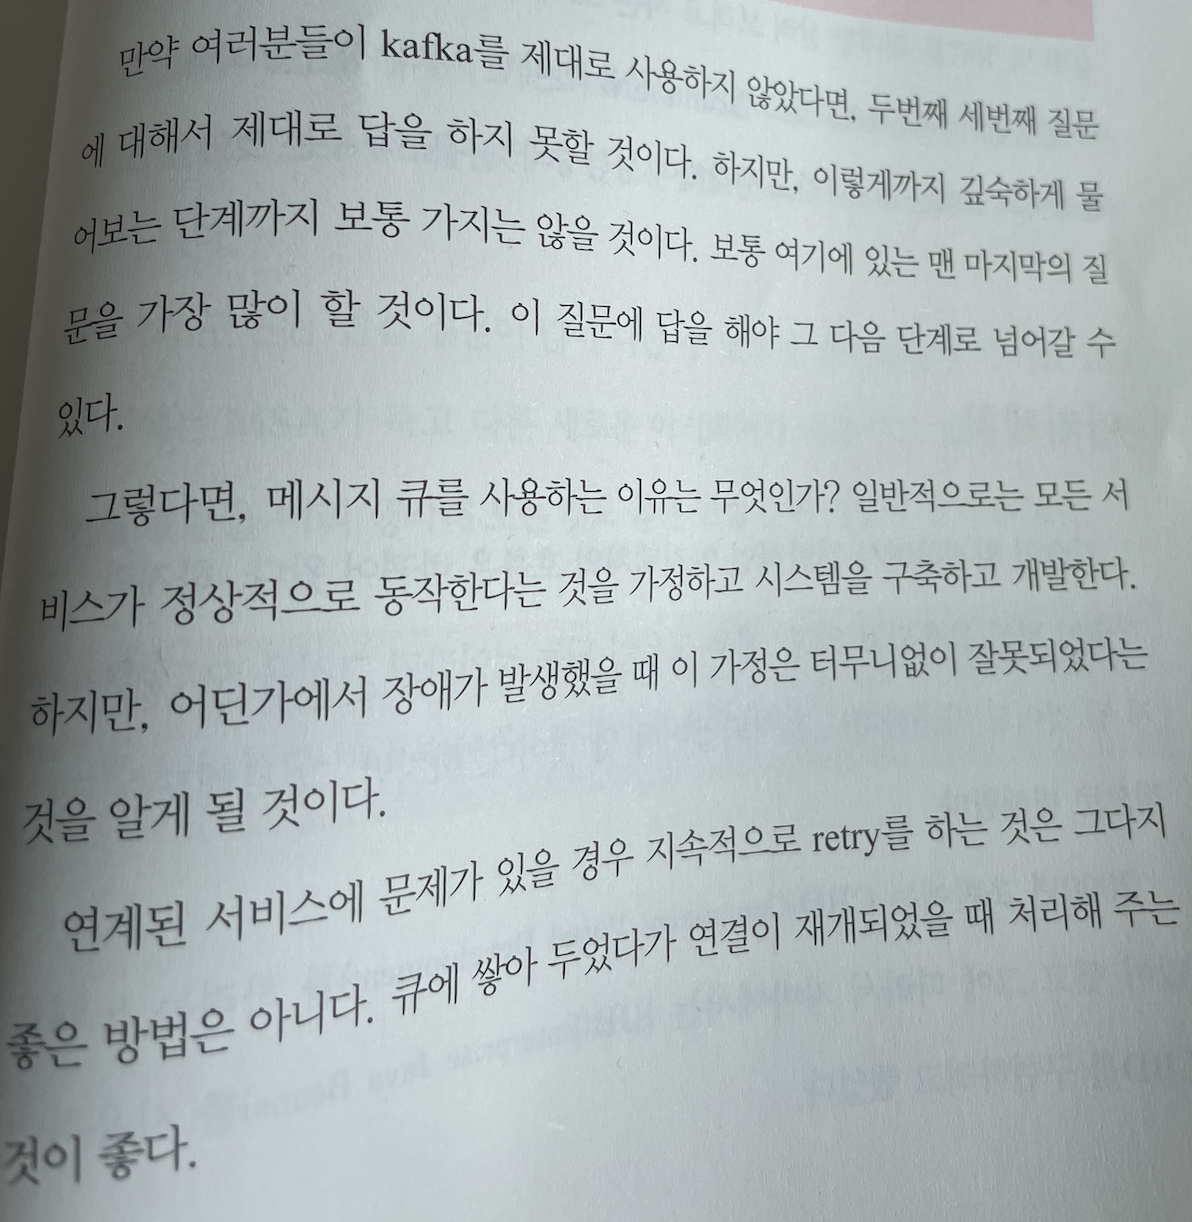 만약 여러분들이 kafka를 제대로 사용하지 않았다면, 두번째 세번째 질문
에 대해서 제대로 답을 하지 못할 것이다. 하지만, 이렇게까지 깊숙하게 물
어보는 단계까지 보통 가지는 않을 것이다. 보통 여기에 있는 맨 마지막의 질
문을 가장 많이 할 것이다. 이 질문에 답을 해야 그 다음 단계로 넘어갈 수
있다.
그렇다면, 메시지 큐를 사용하는 이유는 무엇인가? 일반적으로는 모든 서
비스가 정상적으로 동작한다는 것을 가정하고 시스템을 구축하고 개발한다.
하지만, 어딘가에서 장애가 발생했을 때 이 가정은 터무니없이 잘못되었다는
것을 알게 될 것이다.
연계된 서비스에 문제가 있을 경우 지속적으로 retry를 하는 것은 그다지
좋은 방법은 아니다. 큐에 쌓아 두었다가 연결이 재개되었을 때 처리해 주는
것이 좋다.